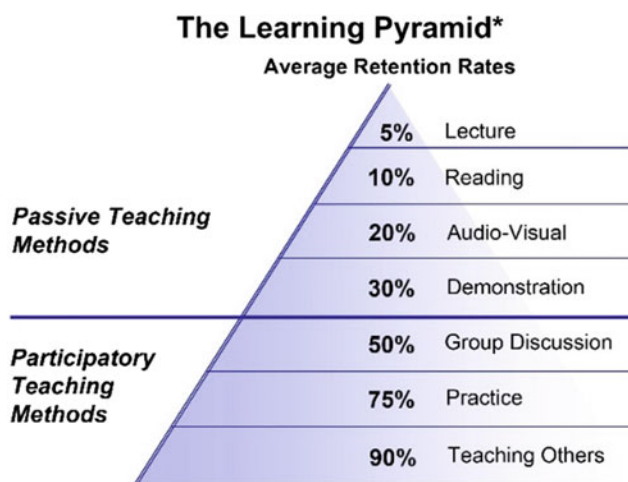 The Learning Pyramid*
Average Retention Rates
5% Lecture
10% Reading
20% Audio-Visual
30% Demonstration
Passive Teaching
Methods
50% Group Discussion
75% Practice
90% Teaching Others
Participatory
Teaching
Methods